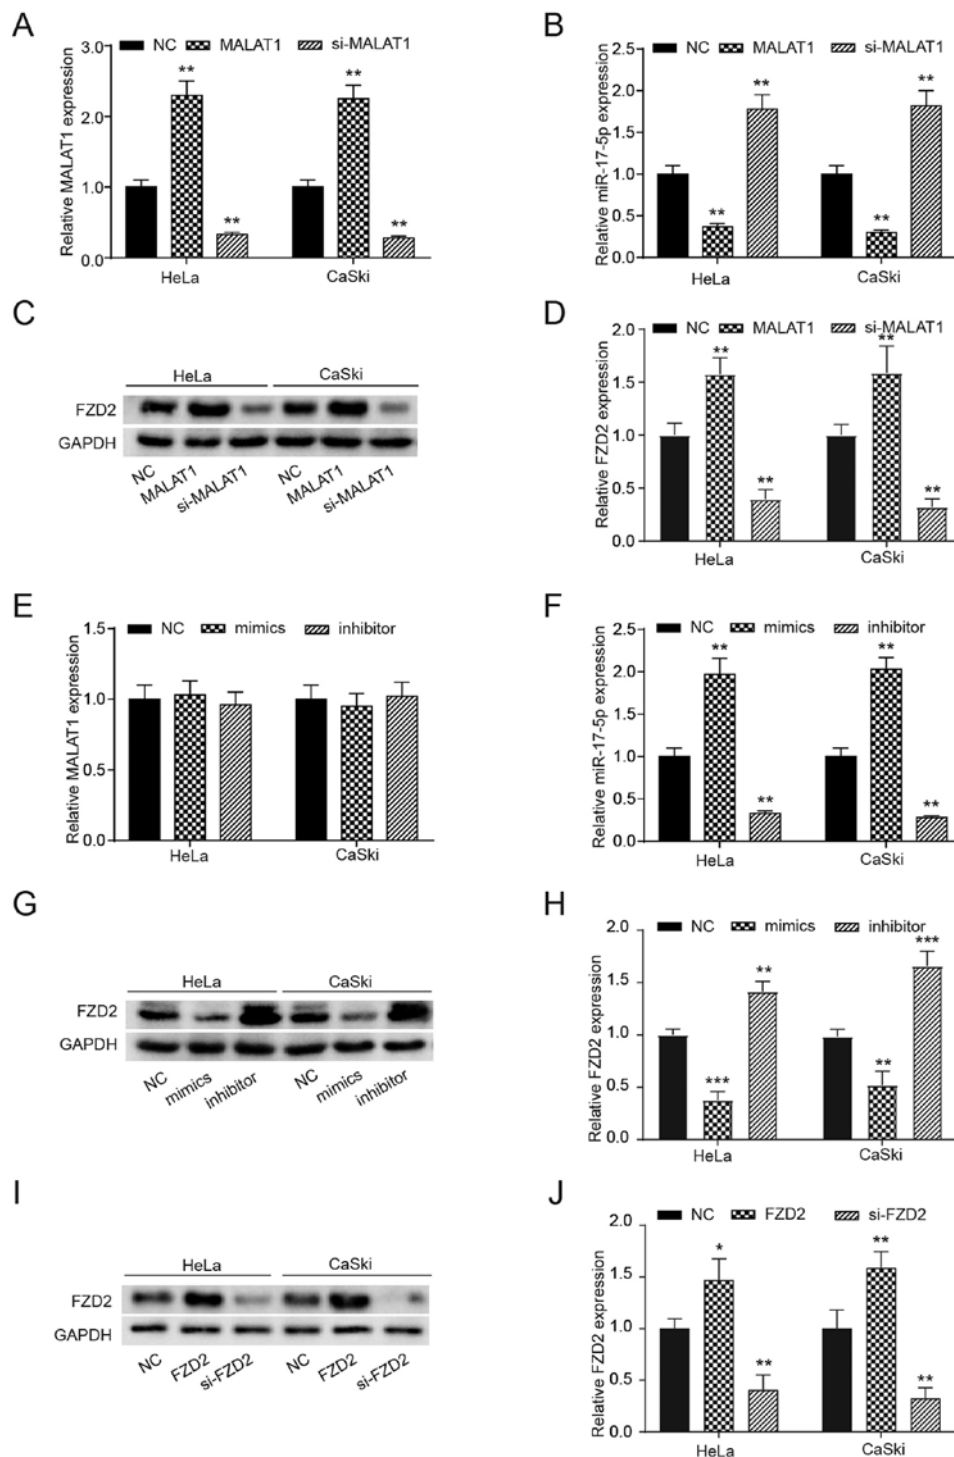 A
NC MALAT1 si-MALAT1
Relative MALAT1 expression
3.0
2.0
1.0
0.0
** ** ** **
HeLa CaSki
B
NC MALAT1 si-MALAT1
Relative miR-17-5p expression
2.5
2.0
1.5
1.0
0.5
0.0
** ** ** **
HeLa CaSki
C
HeLa CaSki
FZD2
GAPDH
NC MALAT1 si-MALAT1 NC MALAT1 si-MALAT1
D
NC MALAT1 si-MALAT1
Relative FZD2 expression
2.0
1.5
1.0
0.5
0.0
** ** ** **
HeLa CaSki
E
NC mimics inhibitor
Relative MALAT1 expression
1.5
1.0
0.5
0.0
HeLa CaSki
F
NC mimics inhibitor
Relative miR-17-5p expression
2.5
2.0
1.5
1.0
0.5
0.0
** ** ** **
HeLa CaSki
G
HeLa CaSki
FZD2
GAPDH
NC mimics inhibitor NC mimics inhibitor
H
NC mimics inhibitor
Relative FZD2 expression
2.0
1.5
1.0
0.5
0.0
*** ** ** ***
HeLa CaSki
I
HeLa CaSki
FZD2
GAPDH
NC FZD2 si-FZD2 NC FZD2 si-FZD2
J
NC FZD2 si-FZD2
Relative FZD2 expression
2.0
1.5
1.0
0.5
0.0
* ** ** **
HeLa CaSki